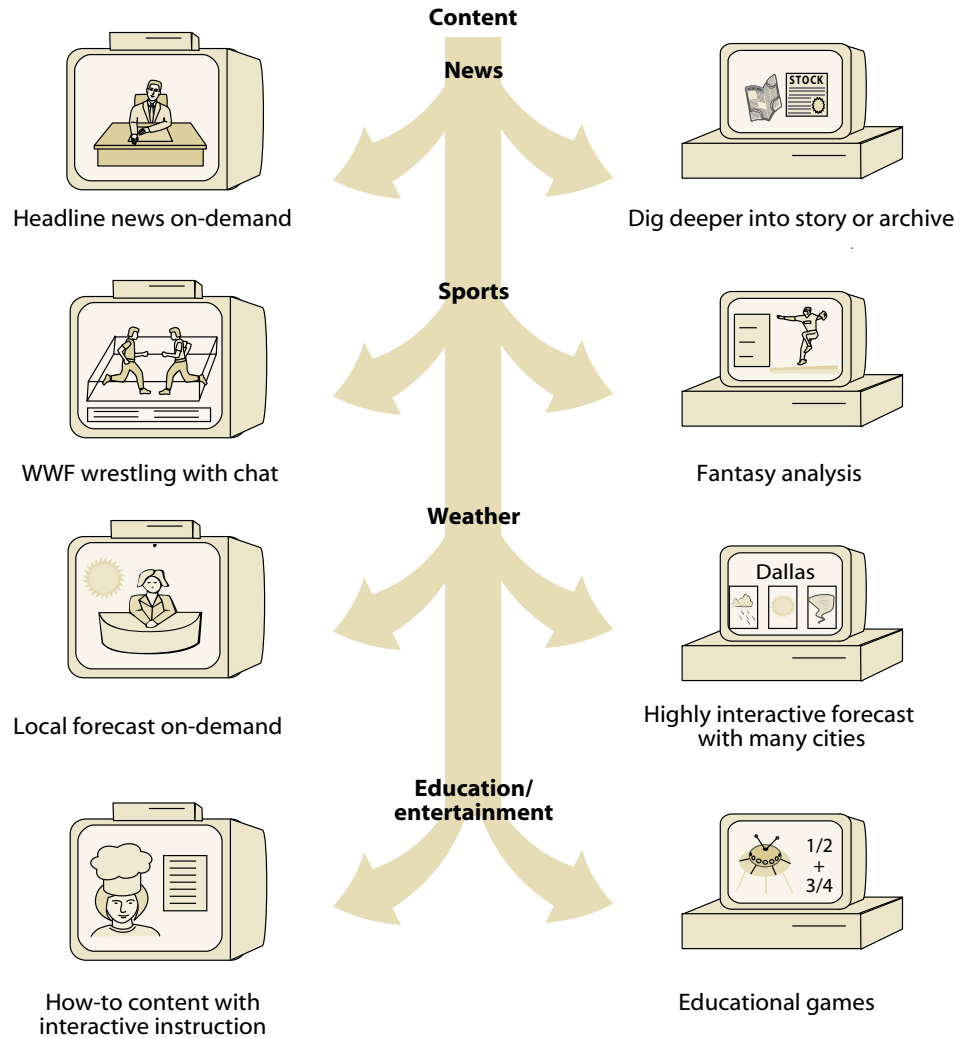 Content
News
STOCK
Headline news on-demand
Dig deeper into story or archive
Sports
WWF wrestling with chat
Fantasy analysis
Weather
Dallas
Local forecast on-demand
Highly interactive forecast
with many cities
Education/
entertainment
1/2
+
3/4
How-to content with
interactive instruction
Educational games